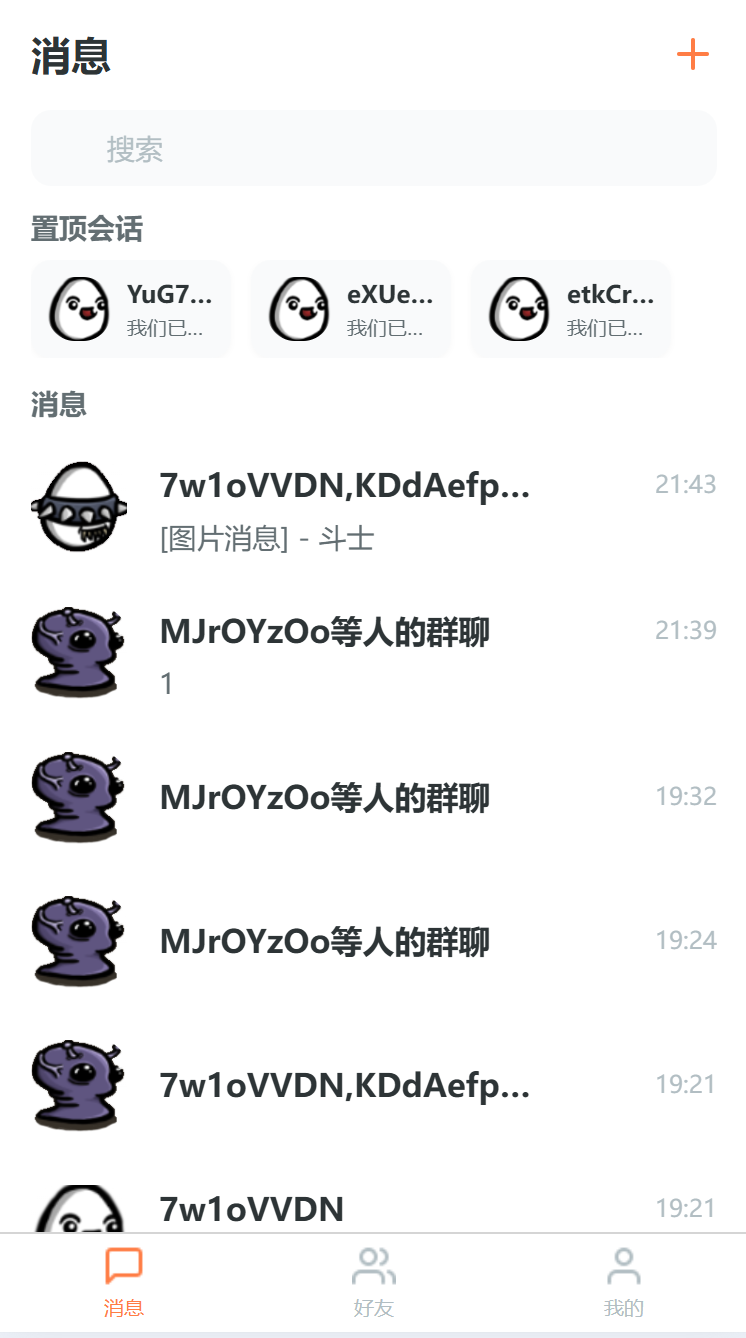 消息
搜索
置顶会话
YuG7...
我们已...
eXUe...
我们已...
etkCr...
我们已...
消息
7w1oVVDN,KDdAefp...
21:43
[图片消息] - 斗士
MJrOYzOo等人的群聊
21:39
1
MJrOYzOo等人的群聊
19:32
MJrOYzOo等人的群聊
19:24
7w1oVVDN,KDdAefp...
19:21
7w1oVVDN
19:21
消息
好友
我的